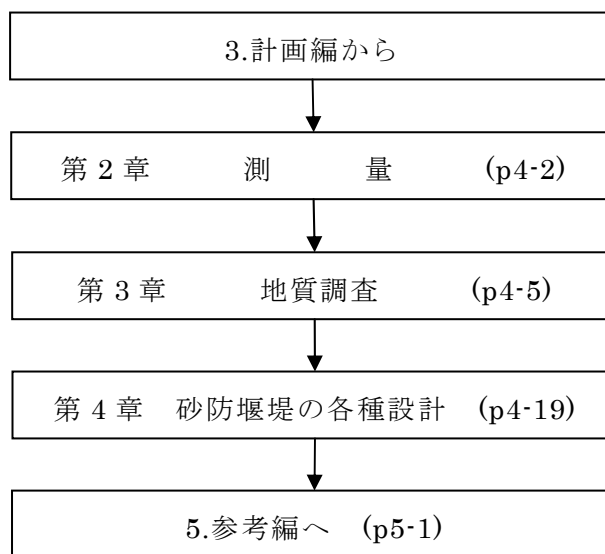 3.計画編から
第2章　測　量　(p4-2)
第3章　地質調査　(p4-5)
第4章　砂防堰堤の各種設計　(p4-19)
5.参考編へ　(p5-1)